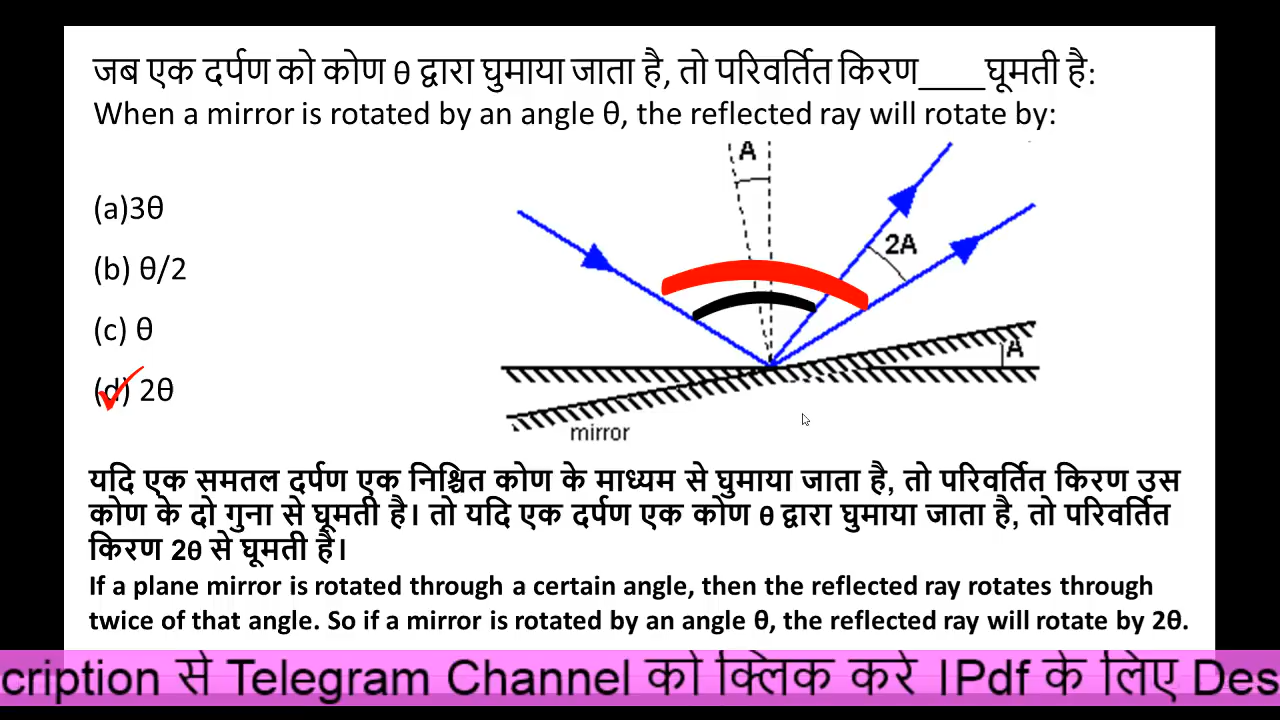 जब एक दर्पण को कोण θ द्वारा घुमाया जाता है, तो परिवर्तित किरण____घूमती है:
When a mirror is rotated by an angle θ, the reflected ray will rotate by:
(a)3θ
(b) θ/2
(c) θ
(d) 2θ
A
2A
A
mirror
यदि एक समतल दर्पण एक निश्चित कोण के माध्यम से घुमाया जाता है, तो परिवर्तित किरण उस
कोण के दो गुना से घूमती है। तो यदि एक दर्पण एक कोण θ द्वारा घुमाया जाता है, तो परिवर्तित
किरण 2θ से घूमती है।
If a plane mirror is rotated through a certain angle, then the reflected ray rotates through
twice of that angle. So if a mirror is rotated by an angle θ, the reflected ray will rotate by 2θ.
cription से Telegram Channel को क्लिक करे ।Pdf के लिए Des